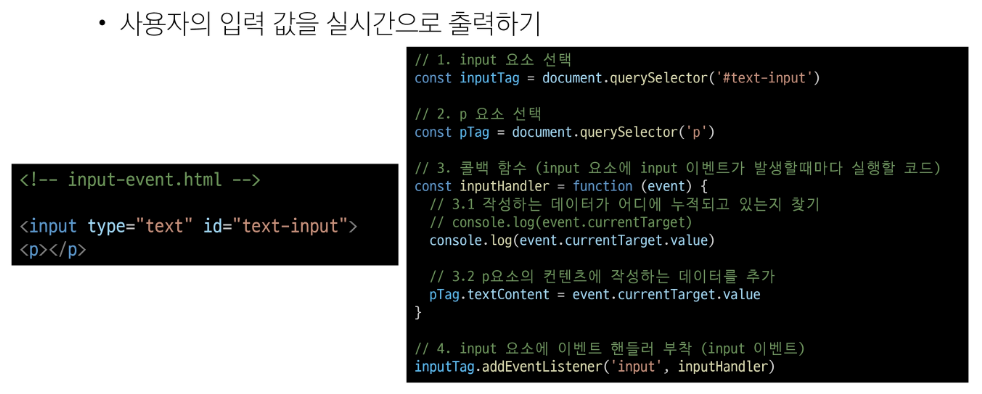 • 사용자의 입력 값을 실시간으로 출력하기
<!-- input-event.html -->
<input type="text" id="text-input">
<p></p>
// 1. input 요소 선택
const inputTag = document.querySelector('#text-input')
// 2. p 요소 선택
const pTag = document.querySelector('p')
// 3. 콜백 함수 (input 요소에 input 이벤트가 발생할때마다 실행할 코드)
const inputHandler = function (event) {
// 3.1 작성하는 데이터가 어디에 누적되고 있는지 찾기
// console.log(event.currentTarget)
console.log(event.currentTarget.value)
// 3.2 p요소의 컨텐츠에 작성하는 데이터를 추가
pTag.textContent = event.currentTarget.value
}
// 4. input 요소에 이벤트 핸들러 부착 (input 이벤트)
inputTag.addEventListener('input', inputHandler)